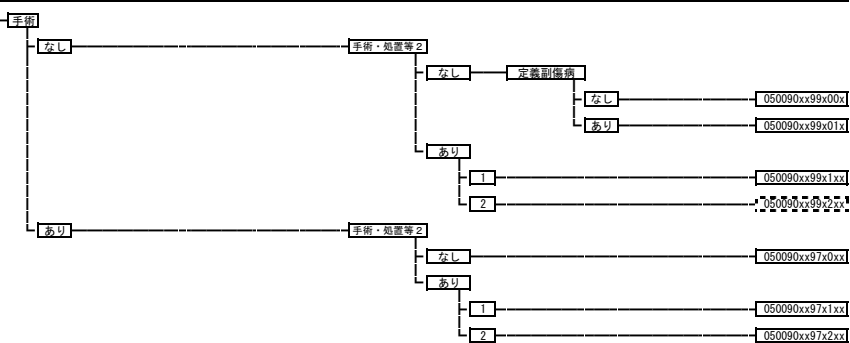 手術
なし 手術・処置等2
なし 定義副傷病
なし 050090xx99x00x
あり 050090xx99x01x
あり
1 050090xx99x1xx
2 050090xx99x2xx
あり 手術・処置等2
なし 050090xx97x0xx
あり
1 050090xx97x1xx
2 050090xx97x2xx